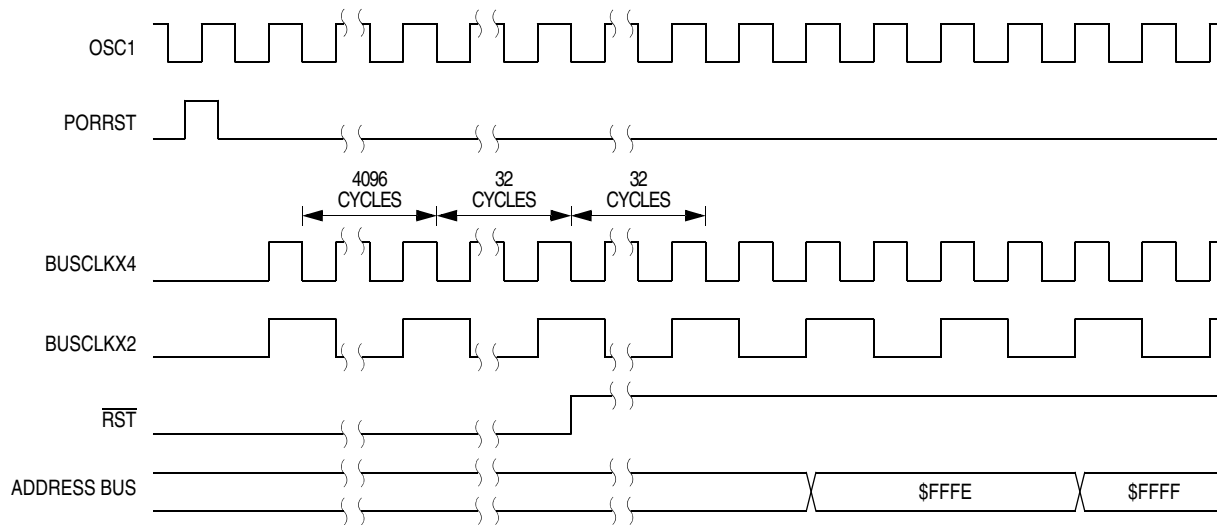 OSC1
PORRST
4096
CYCLES
32
CYCLES
32
CYCLES
BUSCLKX4
BUSCLKX2
RST
ADDRESS BUS
$FFFE
$FFFF